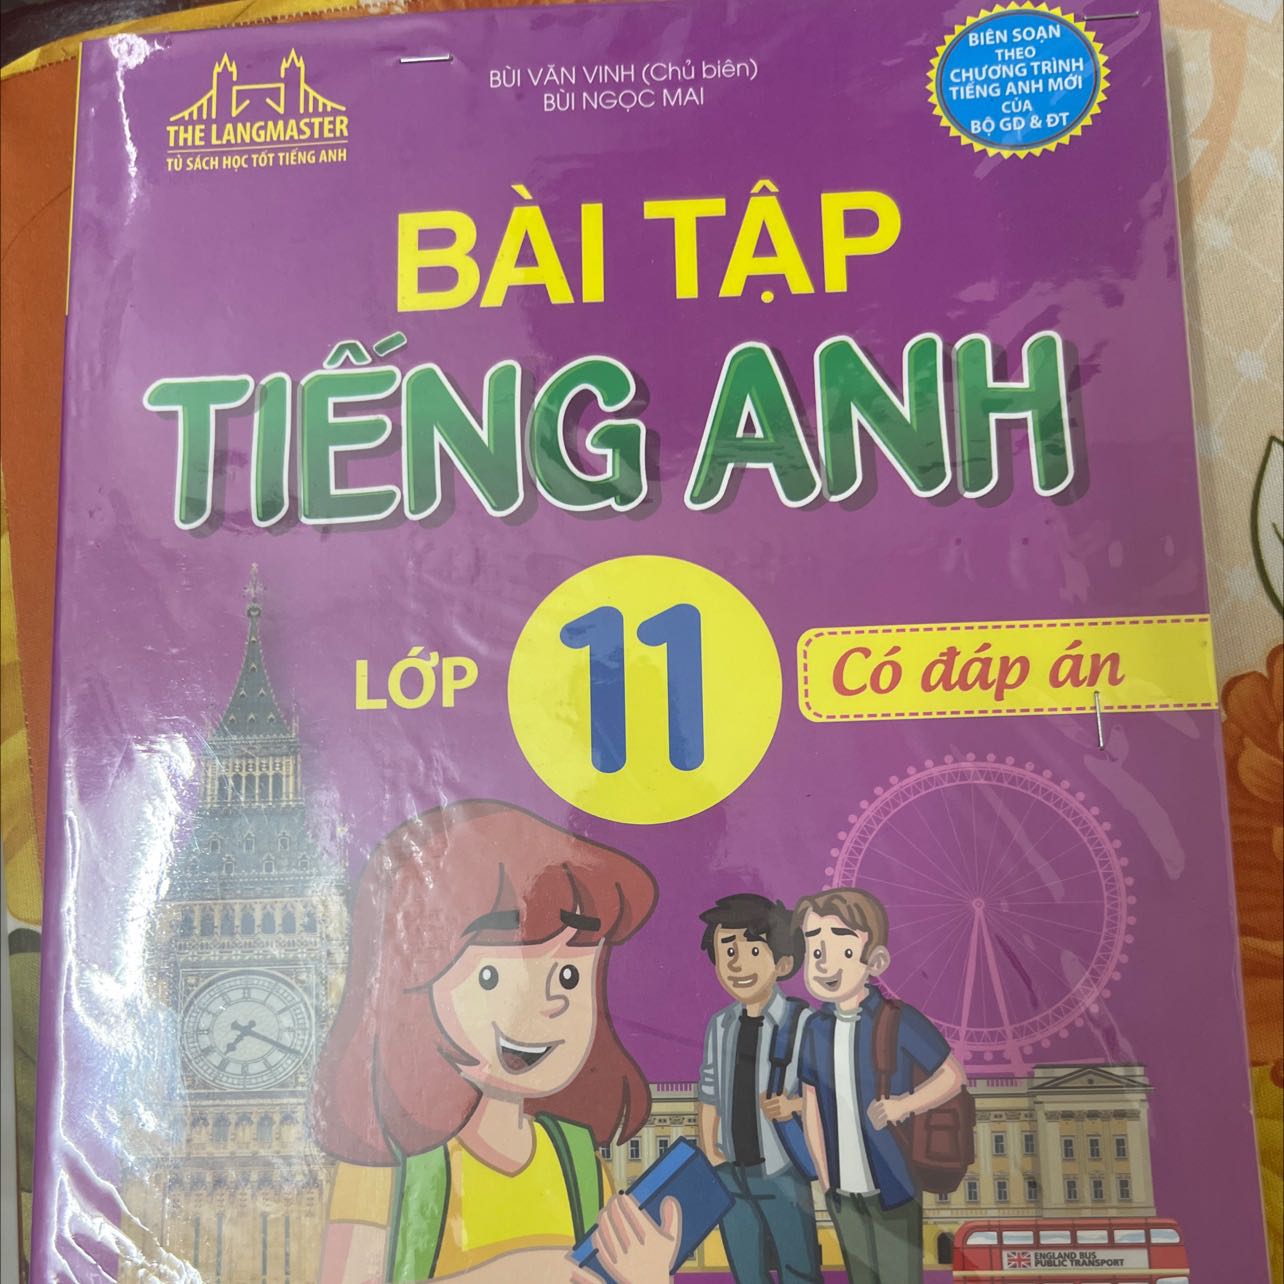 THE LANGMASTER
TỦ SÁCH HỌC TỐT TIẾNG ANH
BÙI VĂN VINH (Chủ biên)
BÙI NGỌC MAI
BIÊN SOẠN
THEO
CHƯƠNG TRÌNH
TIẾNG ANH MỚI
CỦA
BỘ GD & ĐT
BÀI TẬP
TIẾNG ANH
LỚP 11
Có đáp án
ENGLAND BUS
PUBLIC TRANSPORT